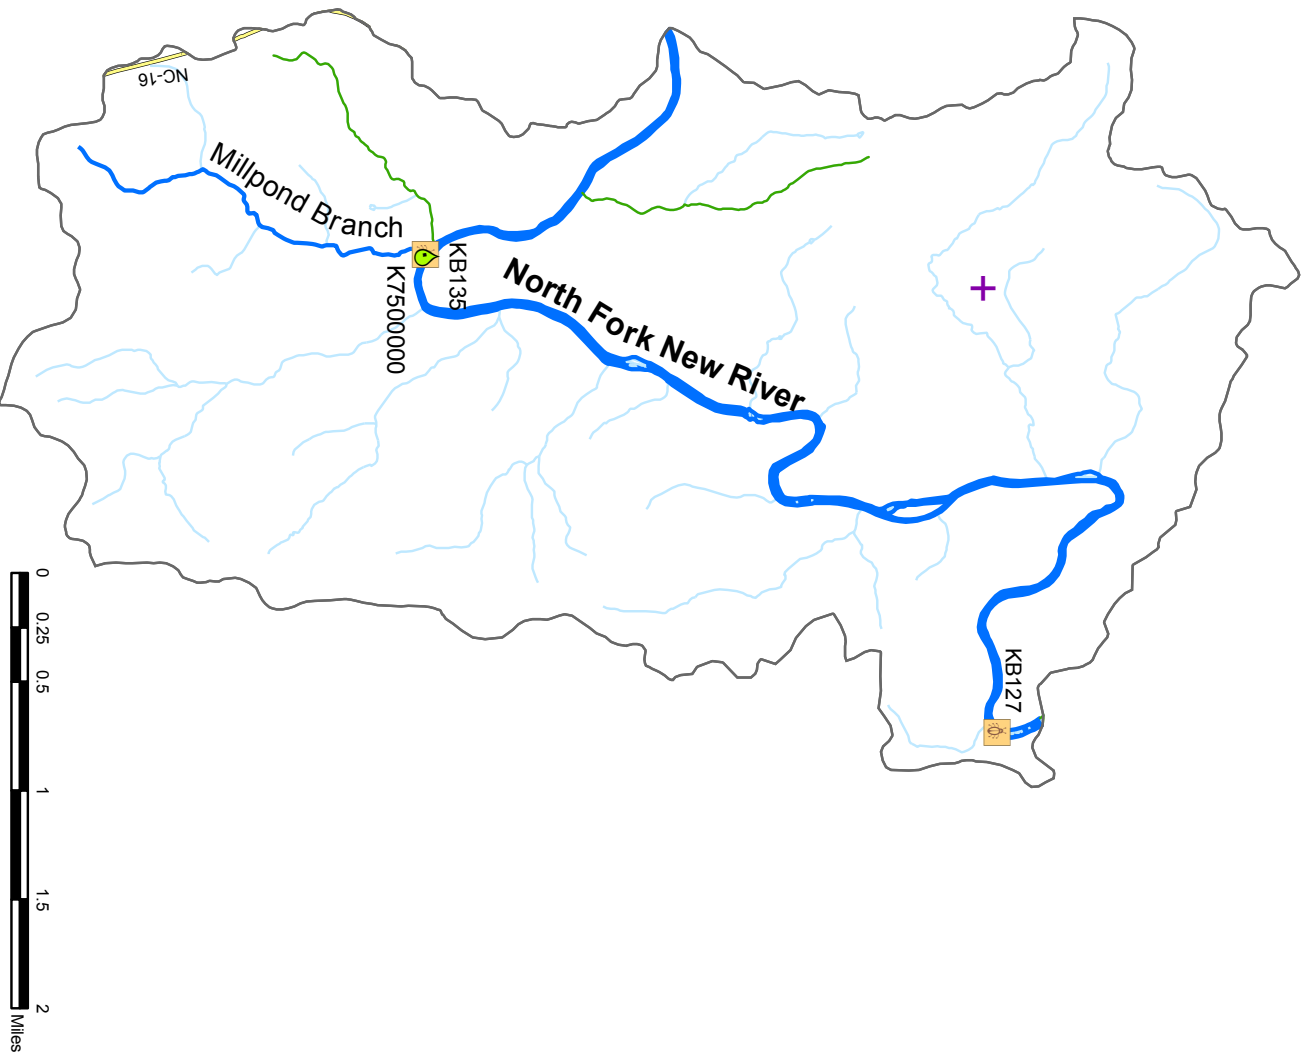 NC-16
Millpond Branch
KB135
K7500000
North Fork New River
KB127
0
0.25
0.5
1
1.5
2
Miles